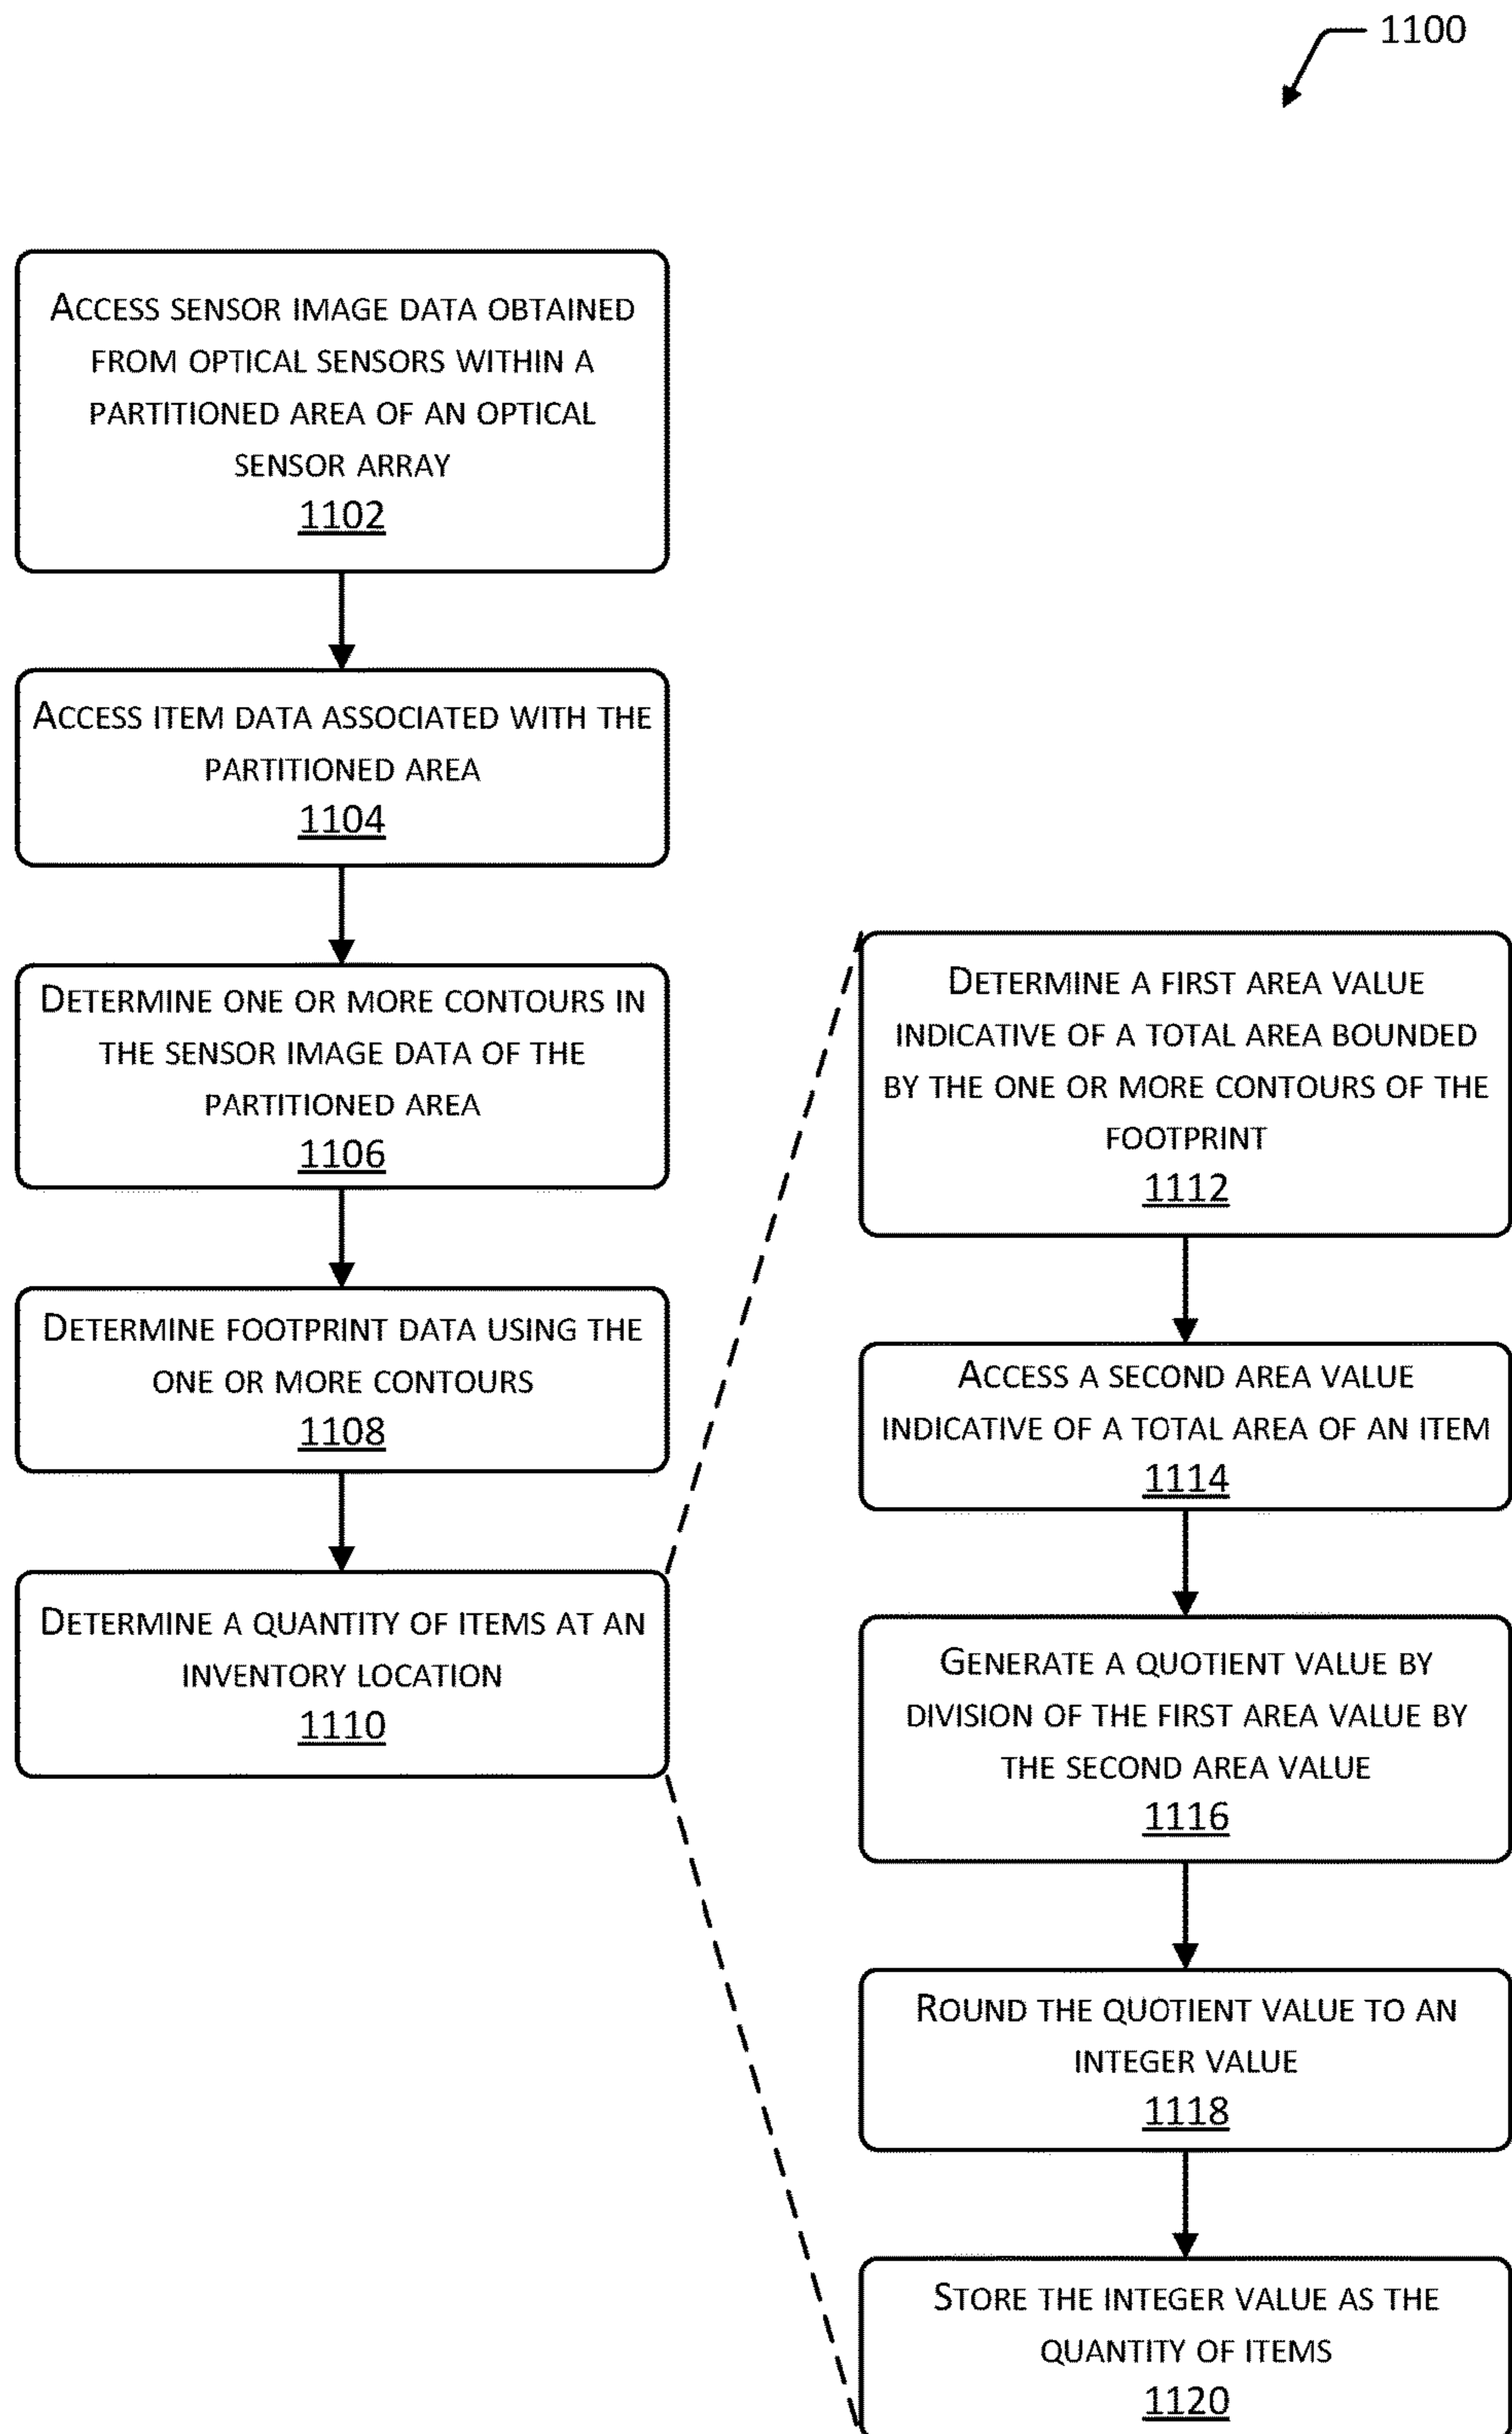 1100
ACCESS SENSOR IMAGE DATA OBTAINED
FROM OPTICAL SENSORS WITHIN A
PARTITIONED AREA OF AN OPTICAL
SENSOR ARRAY
1102
ACCESS ITEM DATA ASSOCIATED WITH THE
PARTITIONED AREA
1104
DETERMINE ONE OR MORE CONTOURS IN
THE SENSOR IMAGE DATA OF THE
PARTITIONED AREA
1106
DETERMINE FOOTPRINT DATA USING THE
ONE OR MORE CONTOURS
1108
DETERMINE A QUANTITY OF ITEMS AT AN
INVENTORY LOCATION
1110
DETERMINE A FIRST AREA VALUE
INDICATIVE OF A TOTAL AREA BOUNDED
BY THE ONE OR MORE CONTOURS OF THE
FOOTPRINT
1112
ACCESS A SECOND AREA VALUE
INDICATIVE OF A TOTAL AREA OF AN ITEM
1114
GENERATE A QUOTIENT VALUE BY
DIVISION OF THE FIRST AREA VALUE BY
THE SECOND AREA VALUE
1116
ROUND THE QUOTIENT VALUE TO AN
INTEGER VALUE
1118
STORE THE INTEGER VALUE AS THE
QUANTITY OF ITEMS
1120